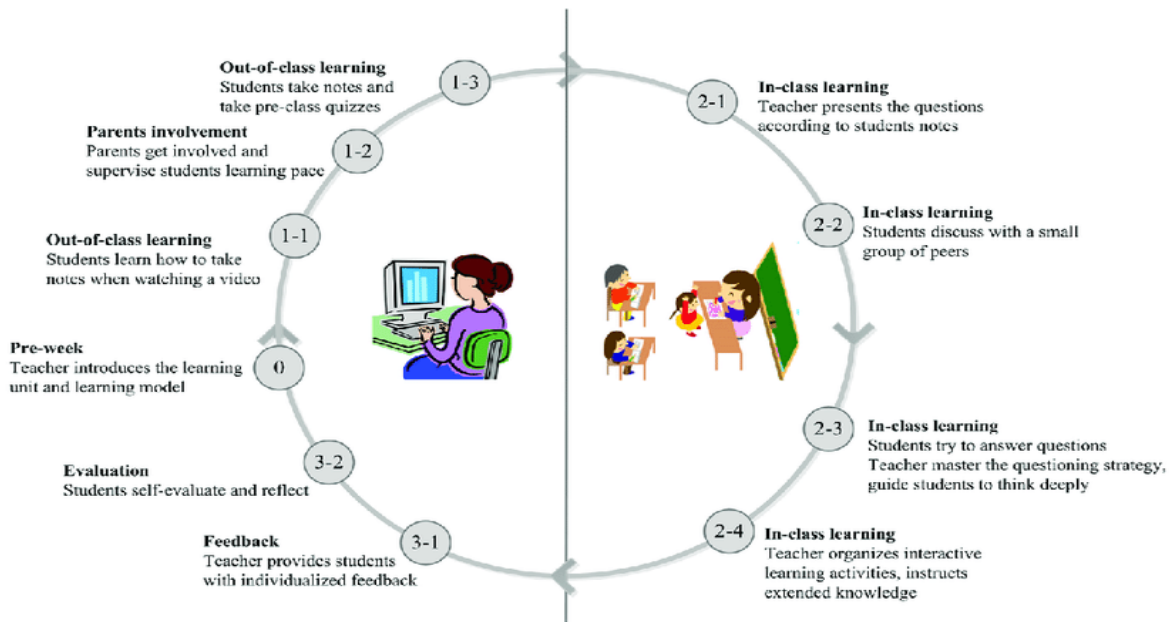 Out-of-class learning
Students take notes and
take pre-class quizzes
1-3
Parents involvement
Parents get involved and
supervise students learning pace
1-2
Out-of-class learning
Students learn how to take
notes when watching a video
1-1
Pre-week
Teacher introduces the learning
unit and learning model
0
Evaluation
Students self-evaluate and reflect
3-2
Feedback
Teacher provides students
with individualized feedback
3-1
2-1
In-class learning
Teacher presents the questions
according to students notes
2-2
In-class learning
Students discuss with a small
group of peers
2-3
In-class learning
Students try to answer questions
Teacher master the questioning strategy,
guide students to think deeply
2-4
In-class learning
Teacher organizes interactive
learning activities, instructs
extended knowledge